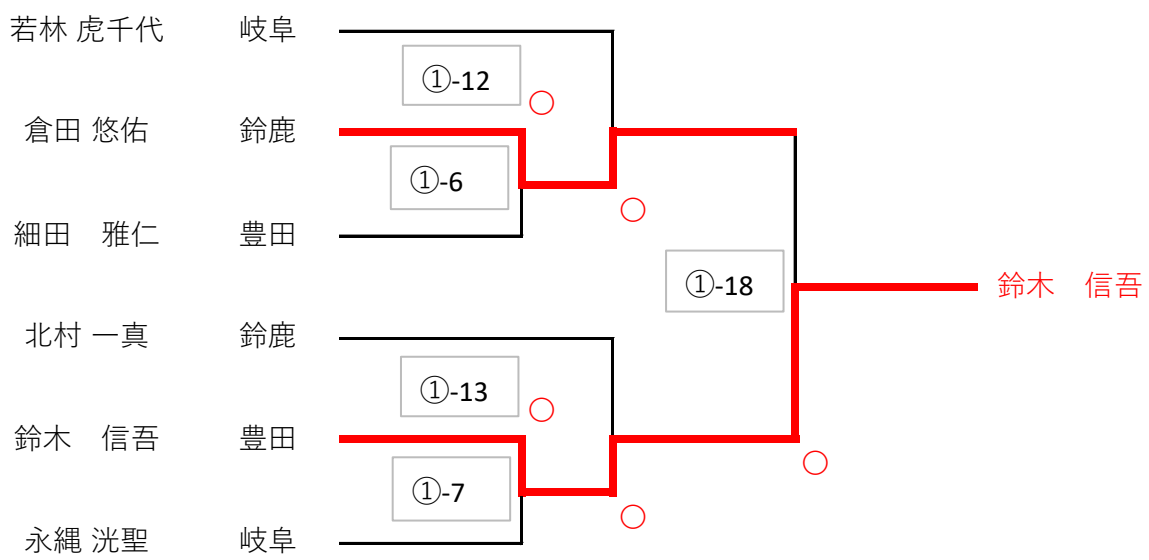 若林 虎千代 岐阜
①-12
倉田 悠佑 鈴鹿
①-6
細田　雅仁 豊田
①-18
鈴木　信吾
北村 一真 鈴鹿
①-13
鈴木　信吾 豊田
①-7
永縄 洸聖 岐阜